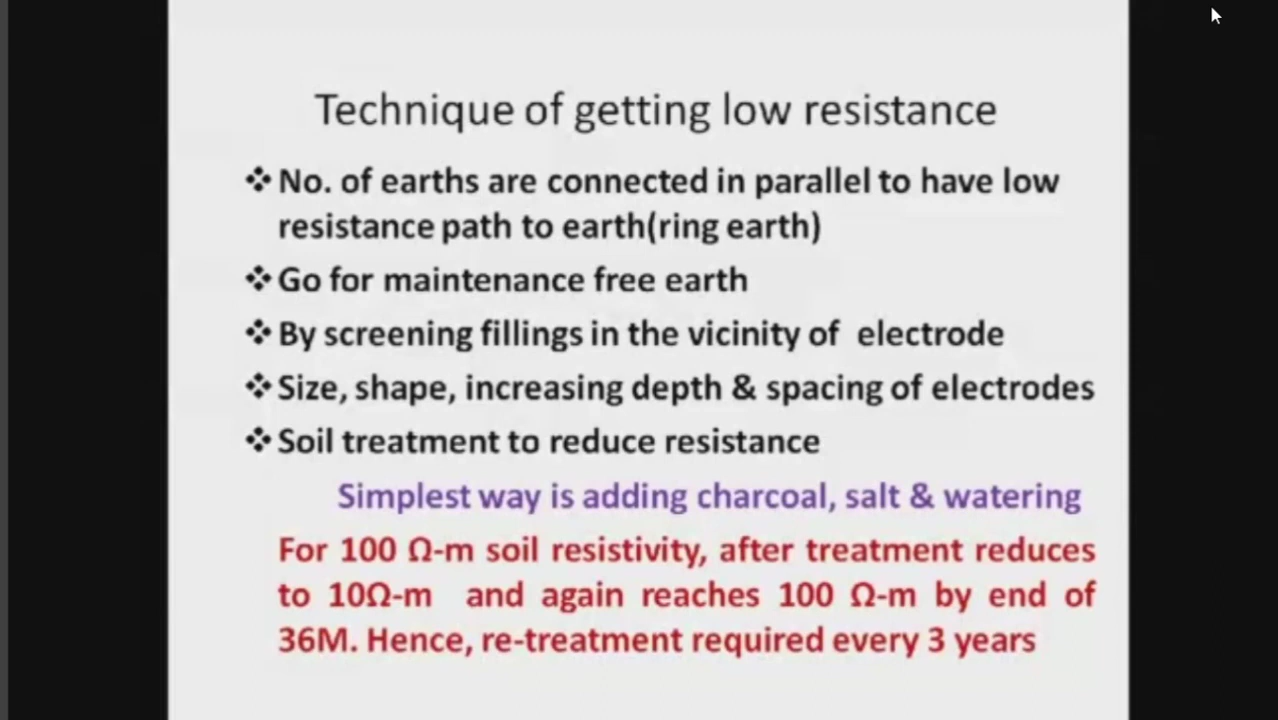 Technique of getting low resistance
❖ No. of earths are connected in parallel to have low
resistance path to earth(ring earth)
❖ Go for maintenance free earth
❖ By screening fillings in the vicinity of electrode
❖ Size, shape, increasing depth & spacing of electrodes
❖ Soil treatment to reduce resistance
Simplest way is adding charcoal, salt & watering
For 100 Ω-m soil resistivity, after treatment reduces
to 10Ω-m and again reaches 100 Ω-m by end of
36M. Hence, re-treatment required every 3 years